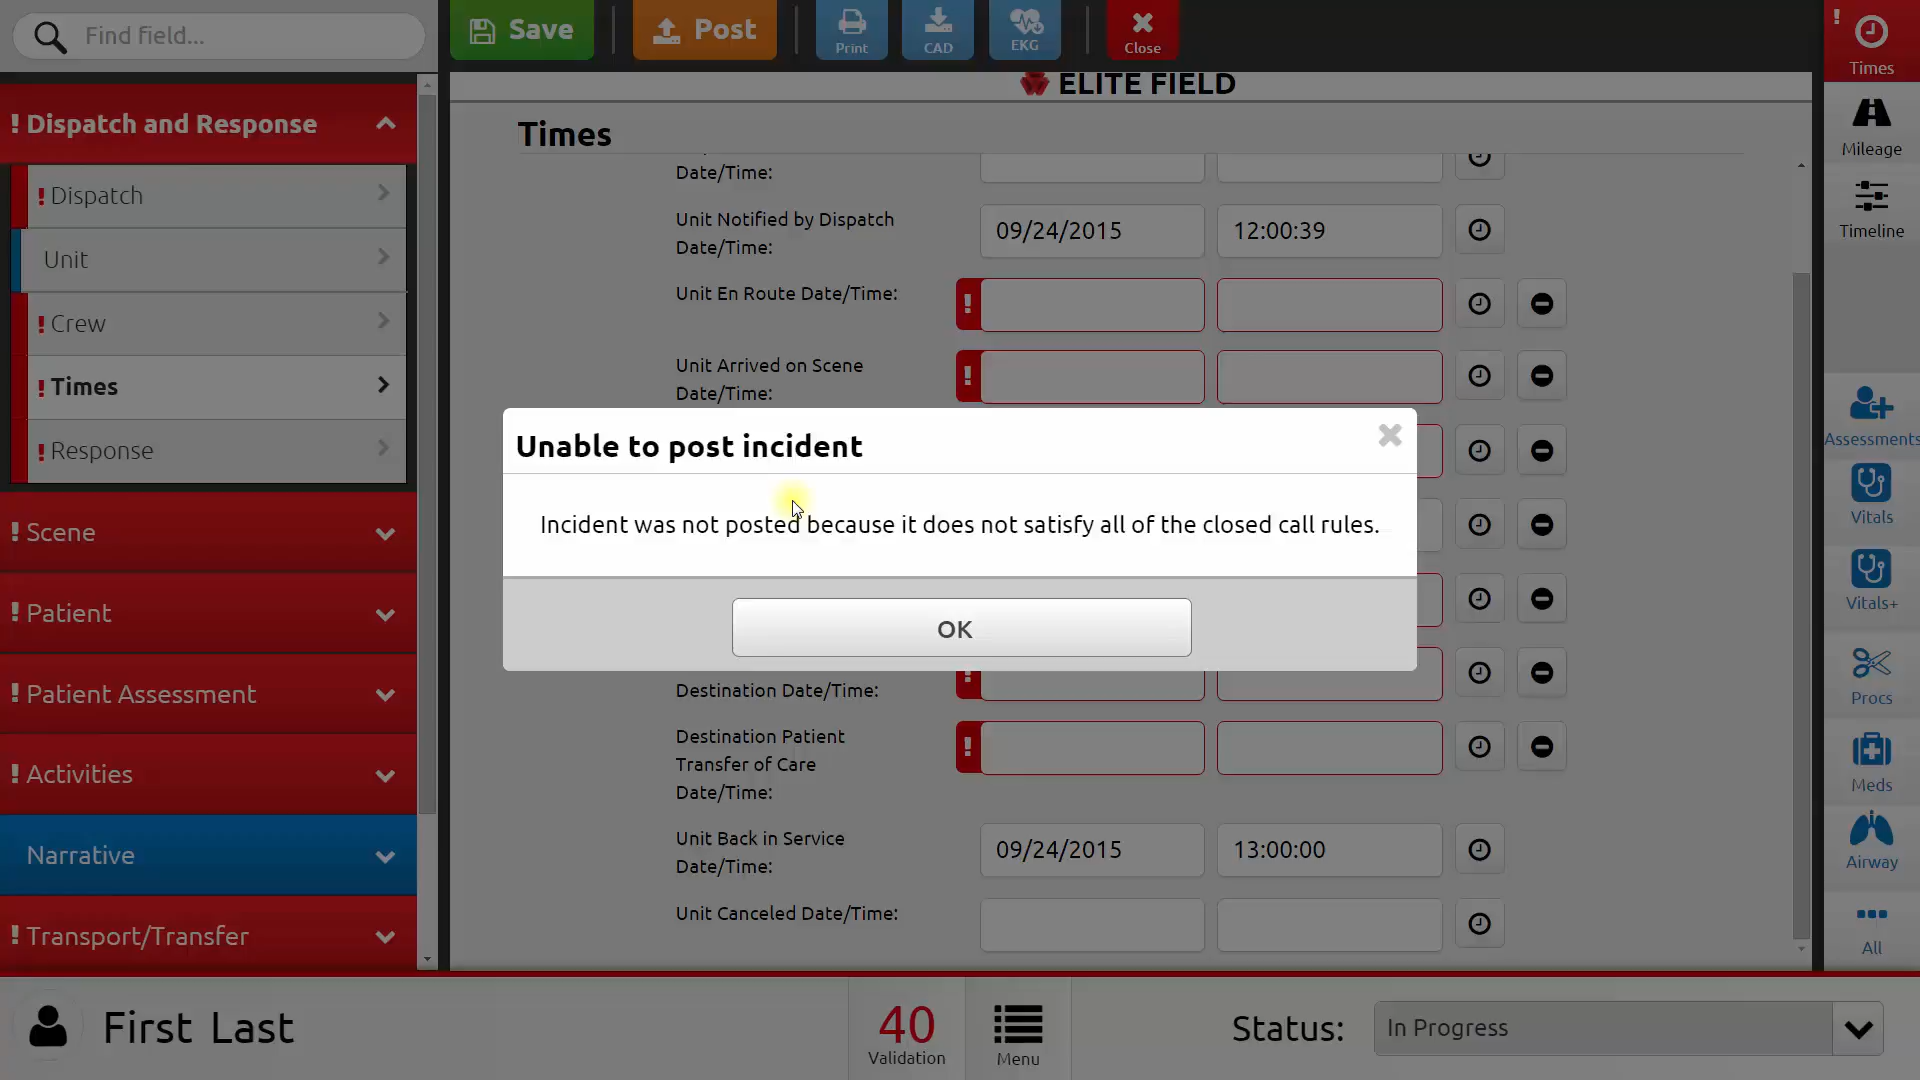 Find field...
Save
Post
Print
CAD
EKG
Close
! Times
ELITE FIELD
! Dispatch and Response
! Dispatch
Unit
! Crew
! Times
! Response
! Scene
! Patient
! Patient Assessment
! Activities
Narrative
! Transport/Transfer
Times
Date/Time:
Unit Notified by Dispatch
Date/Time:
09/24/2015
12:00:39
Unit En Route Date/Time:
!
Unit Arrived on Scene
Date/Time:
!
Unable to post incident
Incident was not posted because it does not satisfy all of the closed call rules.
OK
Destination Date/Time:
Destination Patient
Transfer of Care
Date/Time:
!
Unit Back in Service
Date/Time:
09/24/2015
13:00:00
Unit Canceled Date/Time:
Mileage
Timeline
Assessments
Vitals
Vitals+
Procs
Meds
Airway
All
First Last
40
Validation
Menu
Status:
In Progress